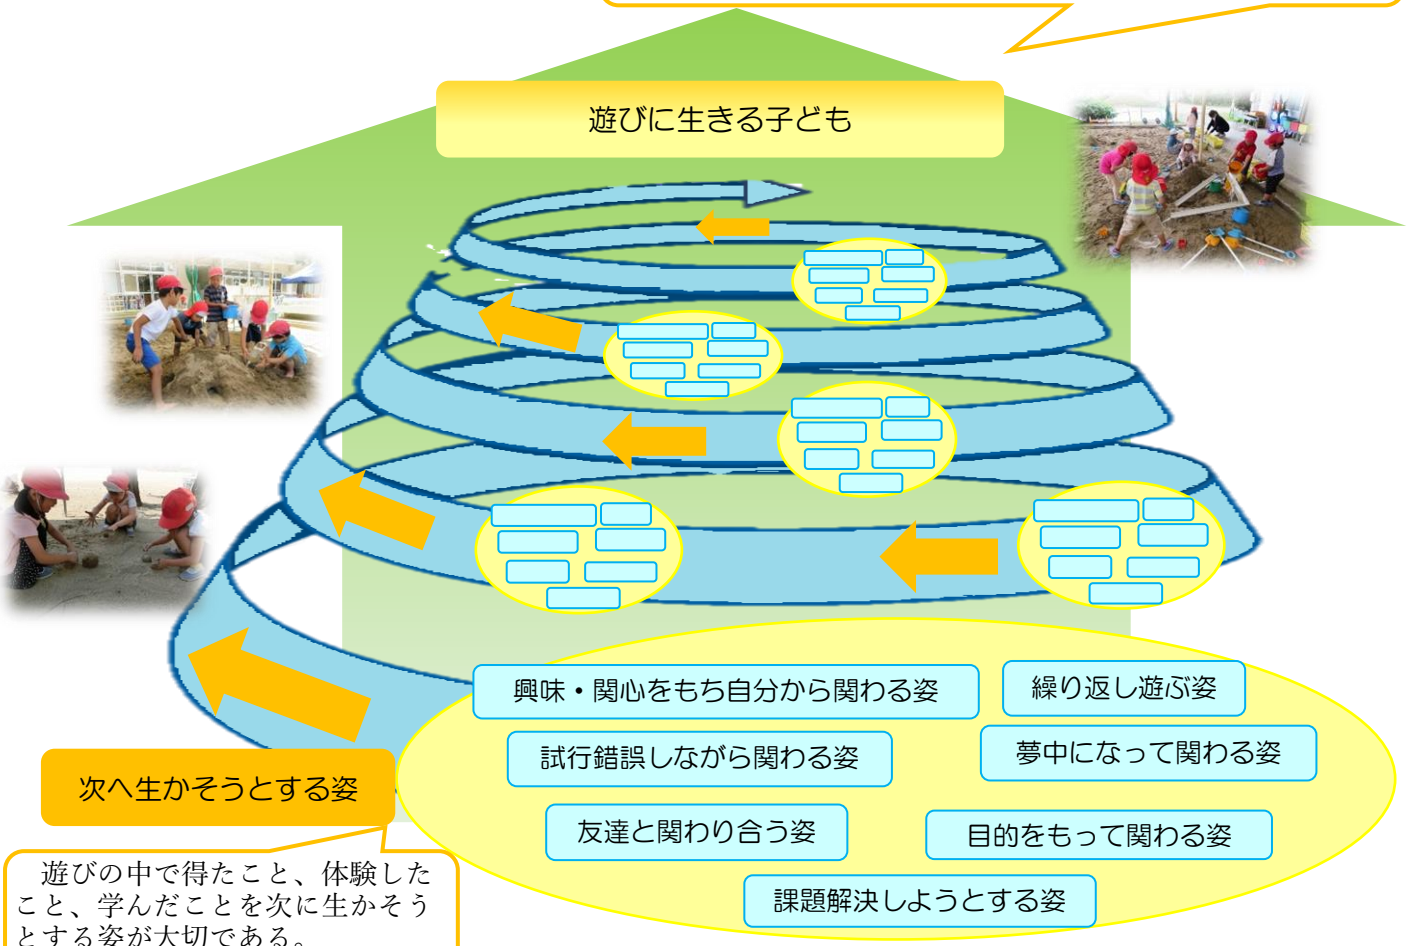 遊びに生きる子ども
興味・関心をもち自分から関わる姿
繰り返し遊ぶ姿
試行錯誤しながら関わる姿
夢中になって関わる姿
次へ生かそうとする姿
友達と関わり合う姿
目的をもって関わる姿
課題解決しようとする姿
遊びの中で得たこと、体験した
こと、学んだことを次に生かそう
とする姿が大切である。